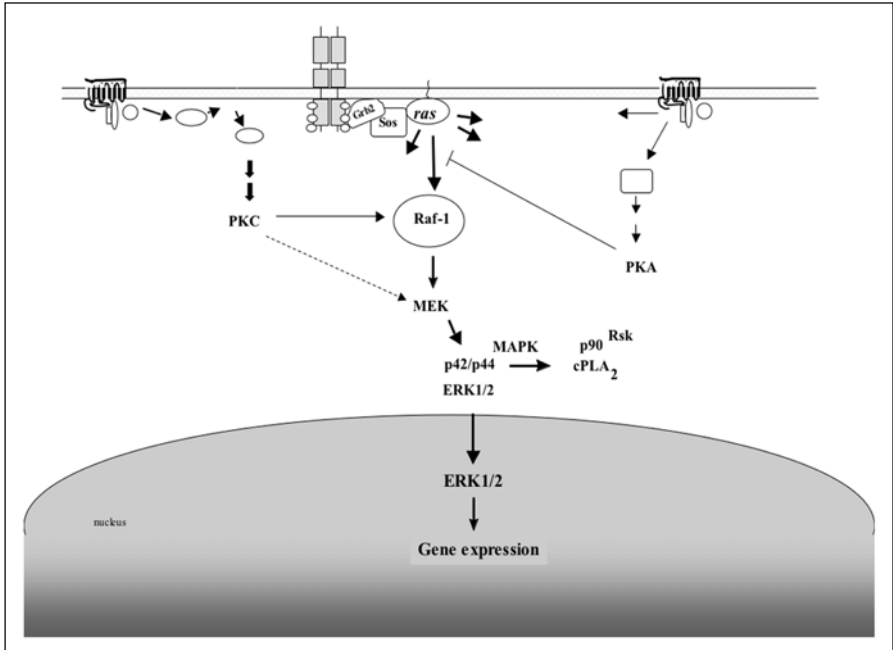 Grb2
Sos
ras
PKC
Raf-1
PKA
MEK
MAPK
p90 Rsk
p42/p44
cPLA2
ERK1/2
ERK1/2
nucleus
Gene expression